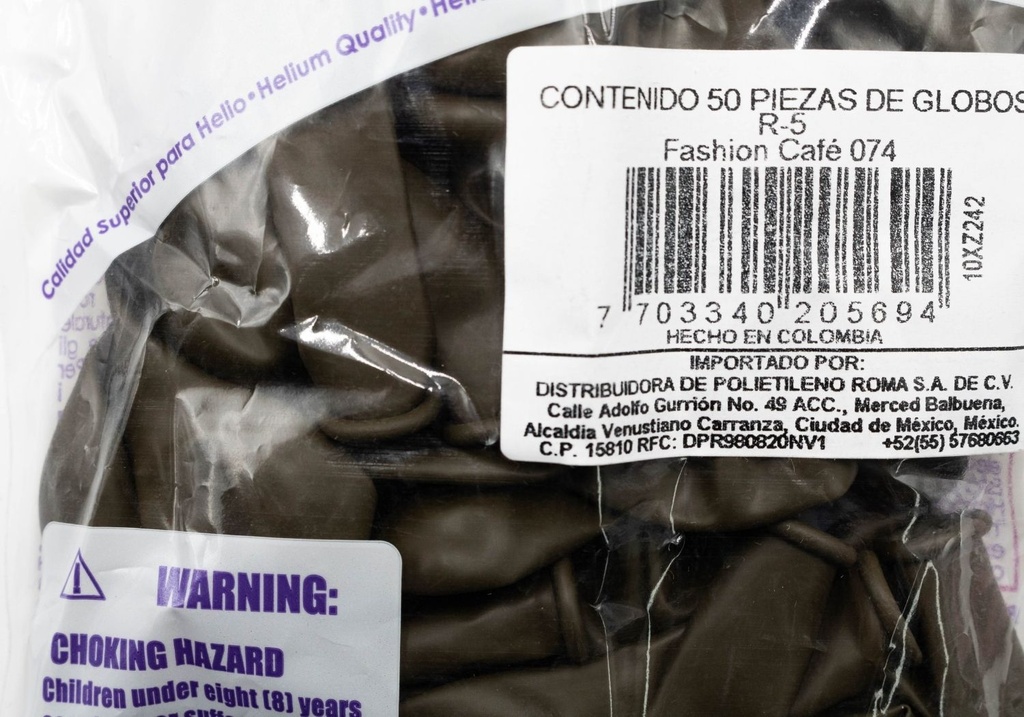 Calidad Superior para Helio • Helium Quality •
CONTENIDO 50 PIEZAS DE GLOBOS
R-5
Fashion Café 074
10XZ242
7 703340 205694
HECHO EN COLOMBIA
IMPORTADO POR:
DISTRIBUIDORA DE POLIETILENO ROMA S.A. DE C.V.
Calle Adolfo Gurrión No. 49 ACC., Merced Balbuena,
Alcaldia Venustiano Carranza, Ciudad de México, México.
C.P. 15810 RFC: DPR980820NV1 +52(55) 57680663
WARNING:
CHOKING HAZARD
Children under eight (8) years